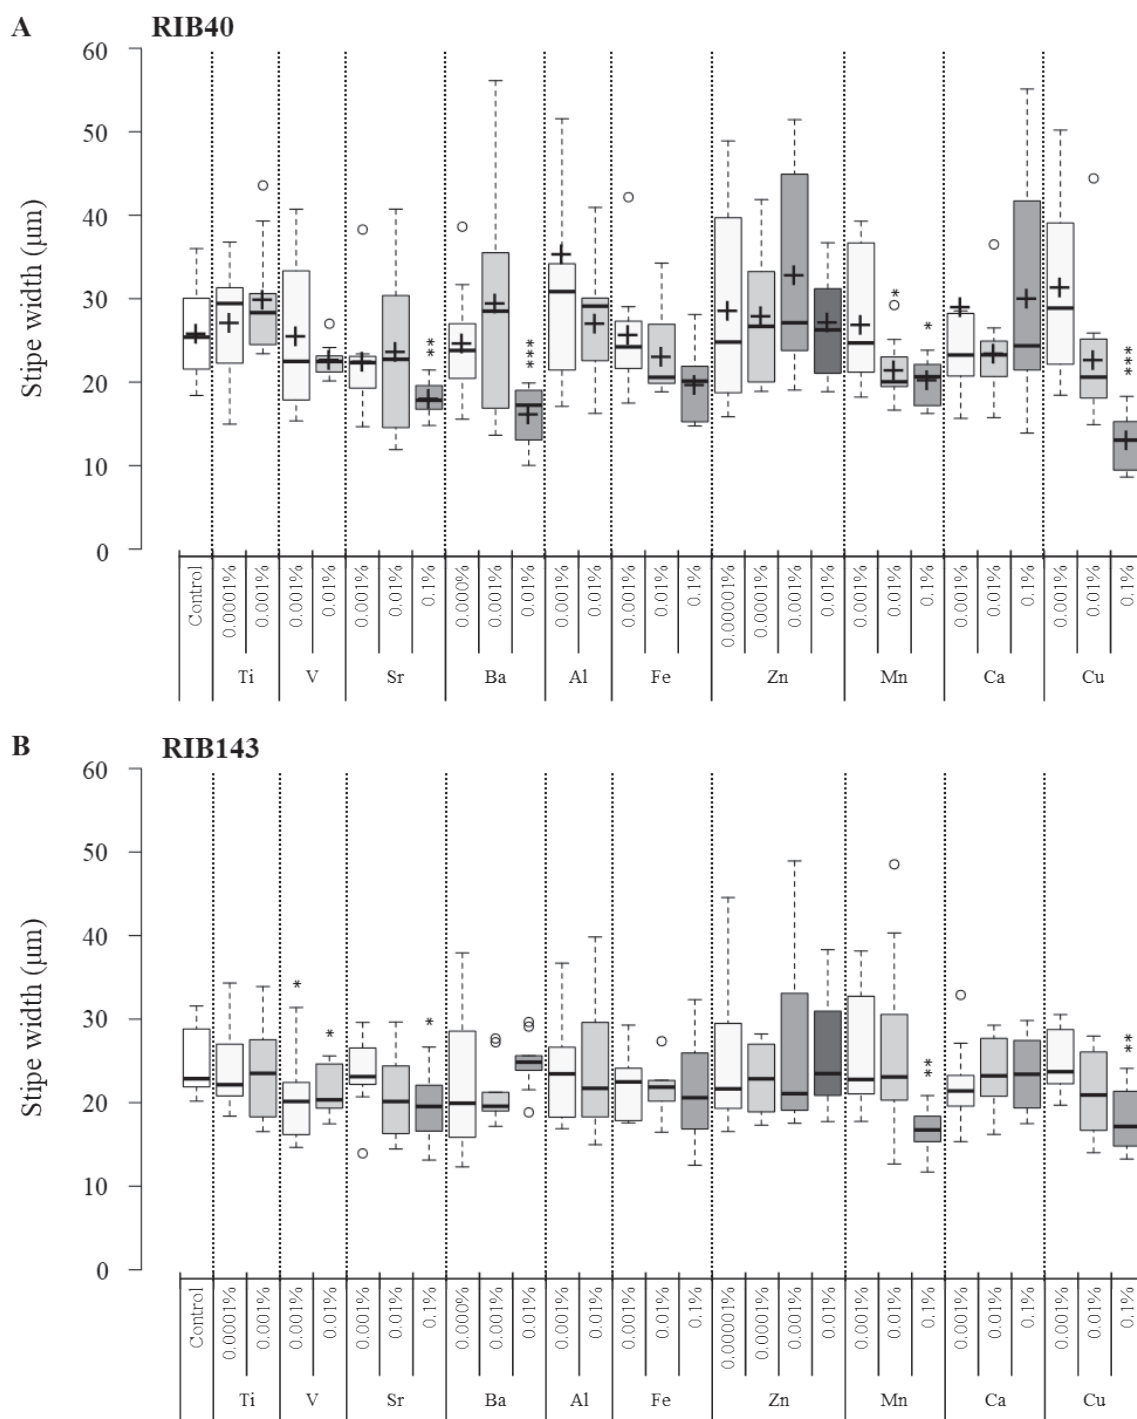 A RIB40
60
50
40
30
20
10
0
Stipe width (μm)
** *** * * ***
Control 0.0001% 0.001% 0.001% 0.01% 0.001% 0.01% 0.1% 0.000% 0.001% 0.01% 0.001% 0.01% 0.001% 0.01% 0.1% 0.00001% 0.0001% 0.001% 0.01% 0.001% 0.01% 0.1% 0.001 0.01% 0.1% 0.001% 0.01% 0.1%
Ti V Sr Ba Al Fe Zn Mn Ca Cu
B RIB143
60
50
40
30
20
10
0
Stipe width (μm)
* * * ** **
Control 0.0001% 0.001% 0.001% 0.01% 0.001% 0.01% 0.1% 0.000% 0.001% 0.01% 0.001% 0.01% 0.001% 0.01% 0.1% 0.00001% 0.0001% 0.001% 0.01% 0.001% 0.01% 0.1% 0.001% 0.01% 0.1% 0.001% 0.01% 0.1%
Ti V Sr Ba Al Fe Zn Mn Ca Cu